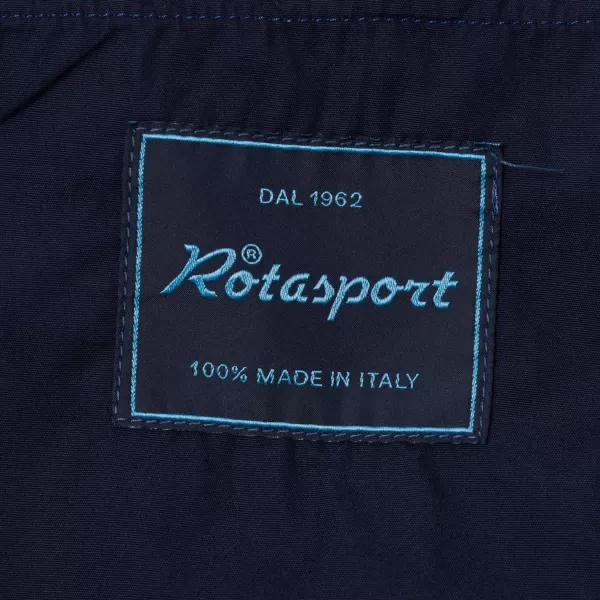 DAL 1962
Rotasport®
100% MADE IN ITALY